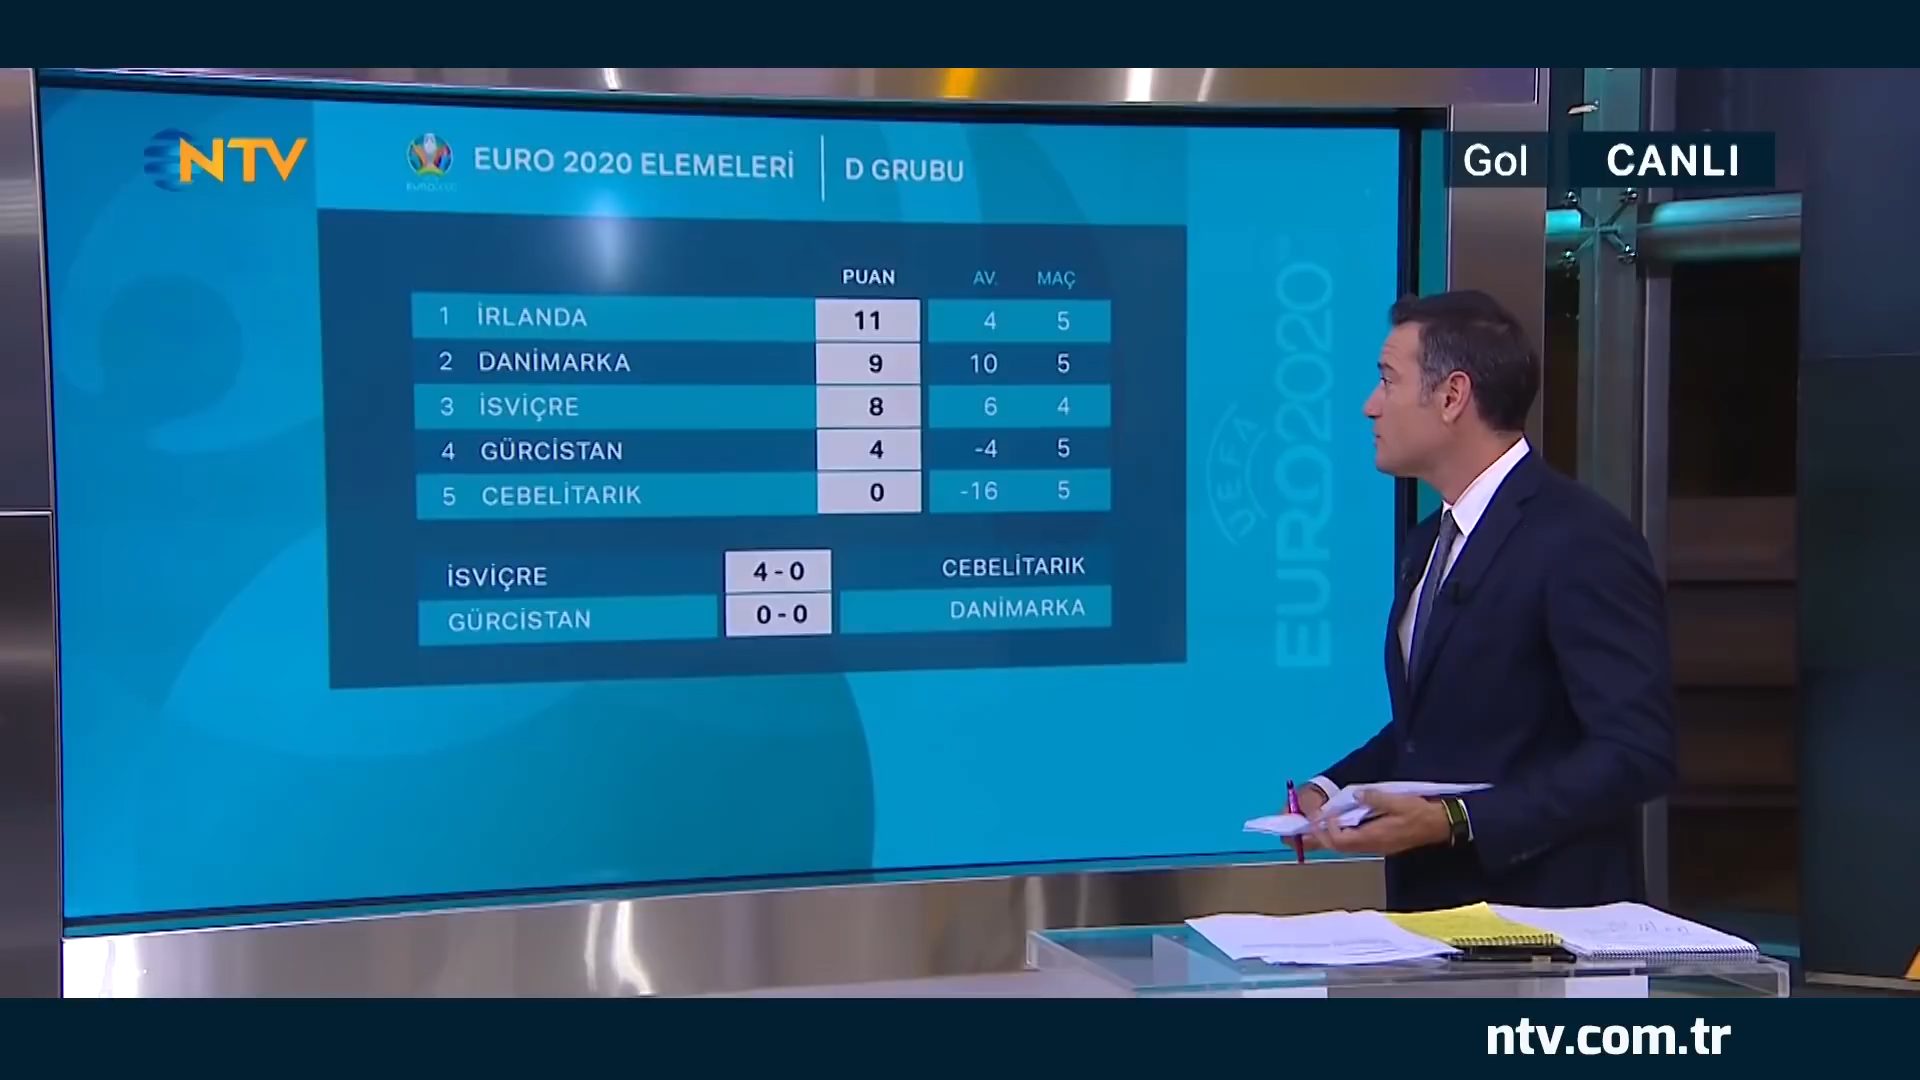 NTV
EURO 2020 ELEMELERİ
D GRUBU
Gol
CANLI
PUAN AV. MAÇ
1 İRLANDA 11 4 5
2 DANİMARKA 9 10 5
3 İSVİÇRE 8 6 4
4 GÜRCİSTAN 4 -4 5
5 CEBELİTARIK 0 -16 5
İSVİÇRE 4 - 0 CEBELİTARIK
GÜRCİSTAN 0 - 0 DANİMARKA
UEFA
EURO2020
ntv.com.tr